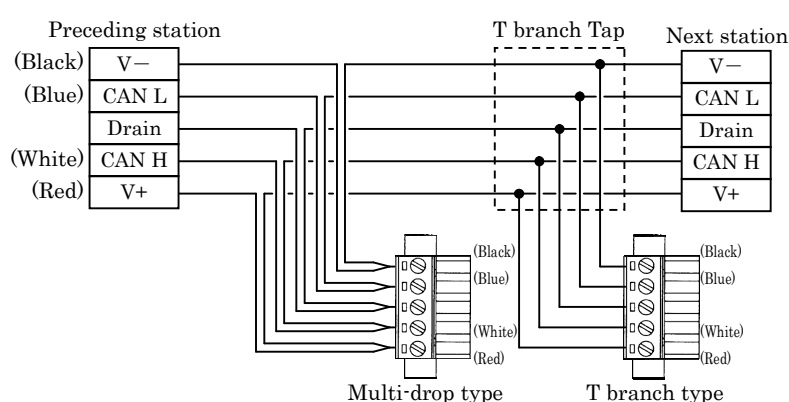 Preceding station
T branch Tap
Next station
(Black) V－
(Blue) CAN L
Drain
(White) CAN H
(Red) V+
V－
CAN L
Drain
CAN H
V+
(Black)
(Blue)
(White)
(Red)
Multi-drop type
(Black)
(Blue)
(White)
(Red)
T branch type